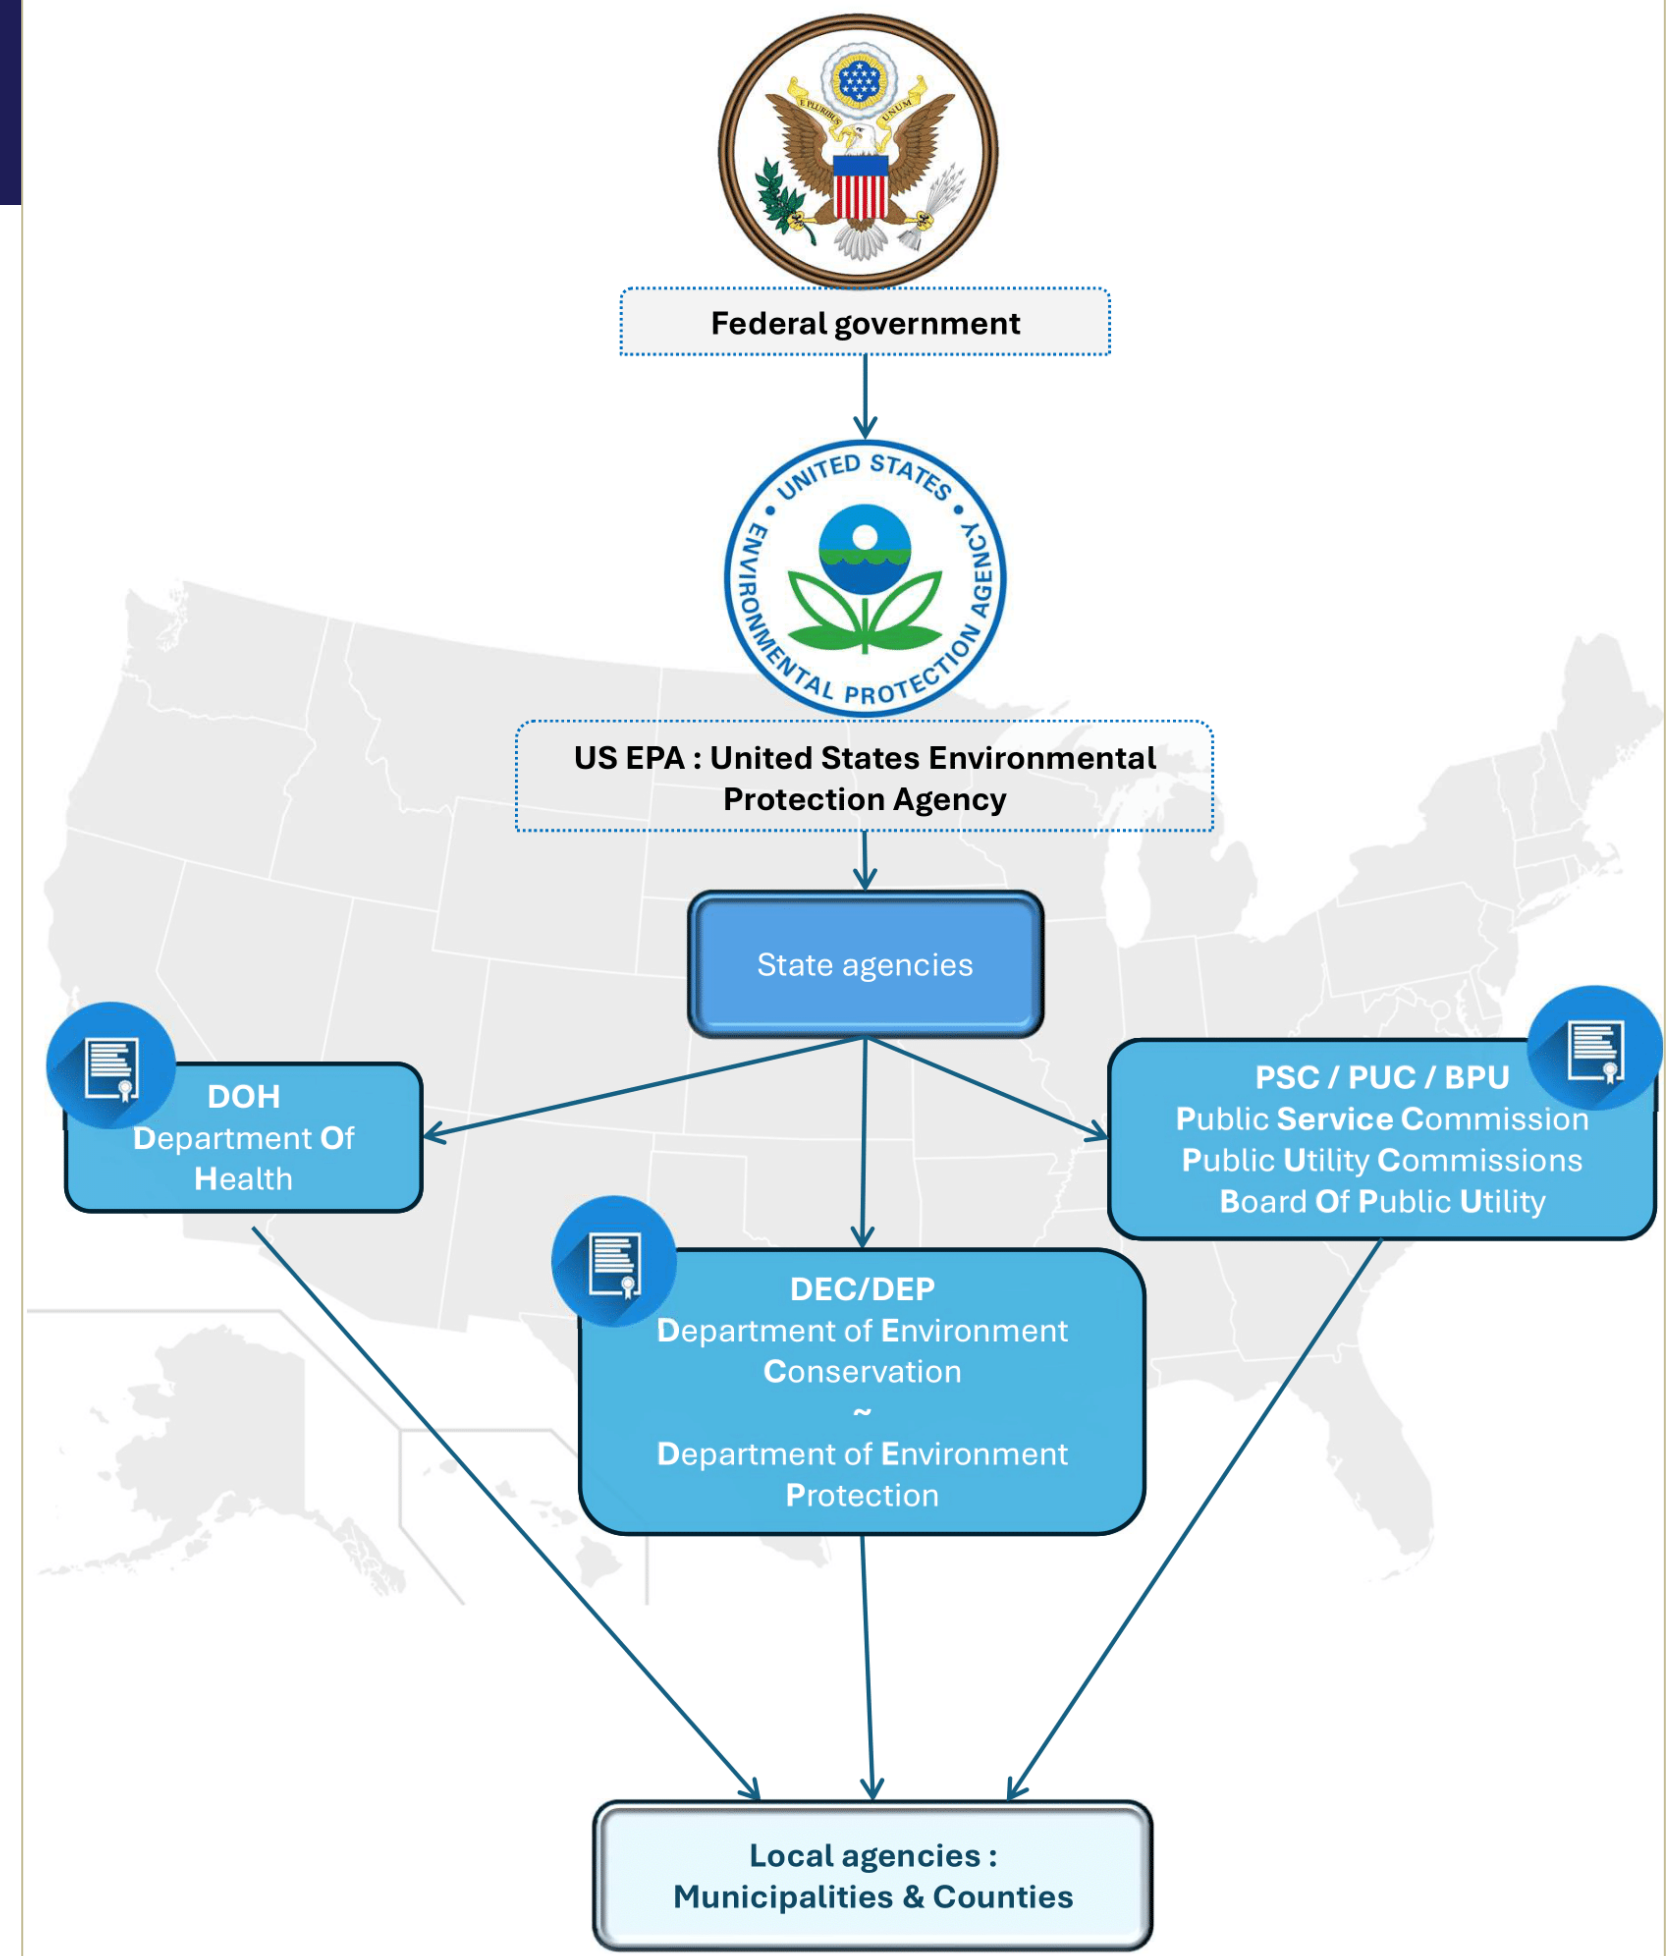 E PLURIBUS UNUM
Federal government
UNITED STATES
ENVIRONMENTAL PROTECTION AGENCY
US EPA : United States Environmental
Protection Agency
State agencies
DOH
Department Of
Health
PSC / PUC / BPU
Public Service Commission
Public Utility Commissions
Board Of Public Utility
DEC/DEP
Department of Environment
Conservation
~
Department of Environment
Protection
Local agencies :
Municipalities & Counties